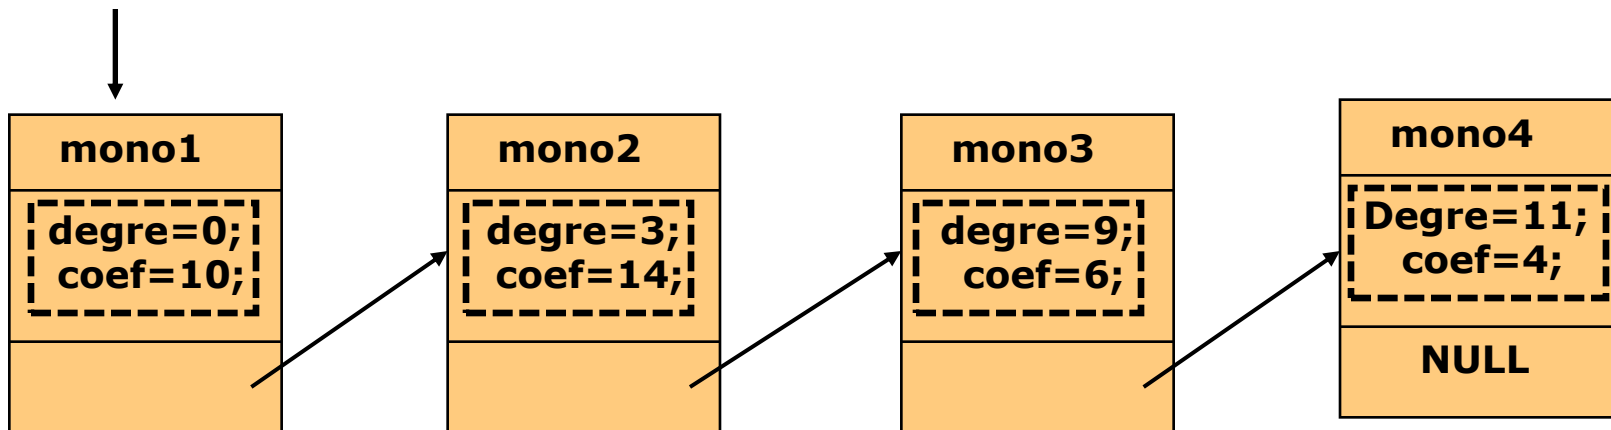 mono1
degre=0;
coef=10;
mono2
degre=3;
coef=14;
mono3
degre=9;
coef=6;
mono4
Degre=11;
coef=4;
NULL